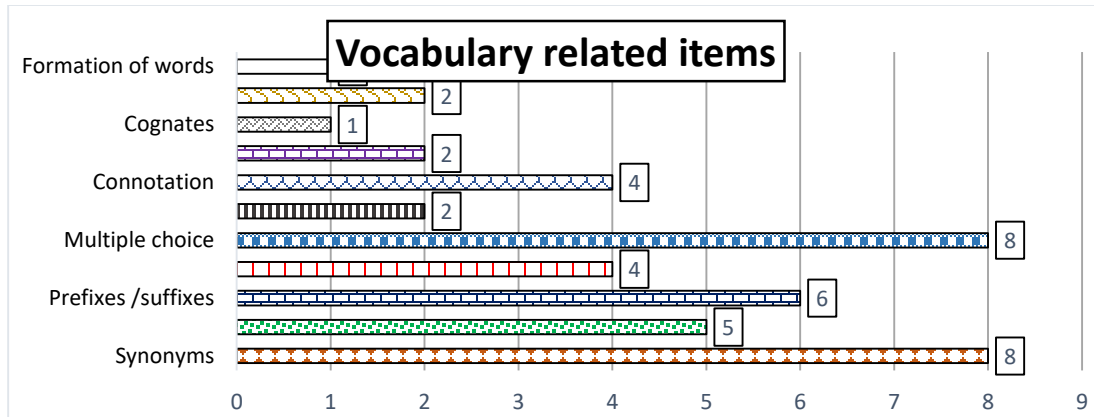 Vocabulary related items
Formation of words
2
Cognates
1
2
Connotation
4
2
Multiple choice
8
4
Prefixes /suffixes
6
5
Synonyms
8
0 1 2 3 4 5 6 7 8 9